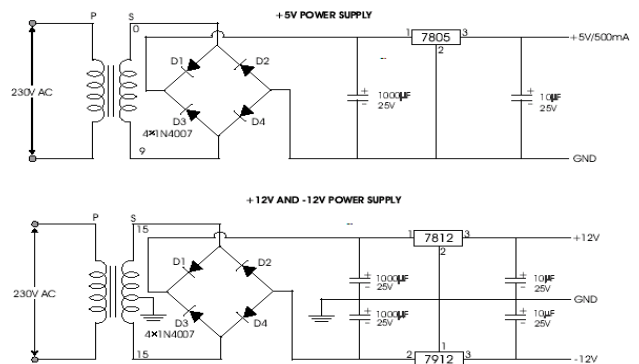 +5V POWER SUPPLY
P S
0
1 7805 3
+5V/500mA
2
D1 D2
230V AC
1000µF
25V
10µF
25V
D3 D4
4×1N4007
9
GND
+12V AND -12V POWER SUPPLY
P S
15
1 7812 3
+12V
2
D1 D2
1000µF
25V
10µF
25V
230V AC
GND
D3 D4
1000µF
25V
10µF
25V
4×1N4007
15
1
2 7912 3
-12V